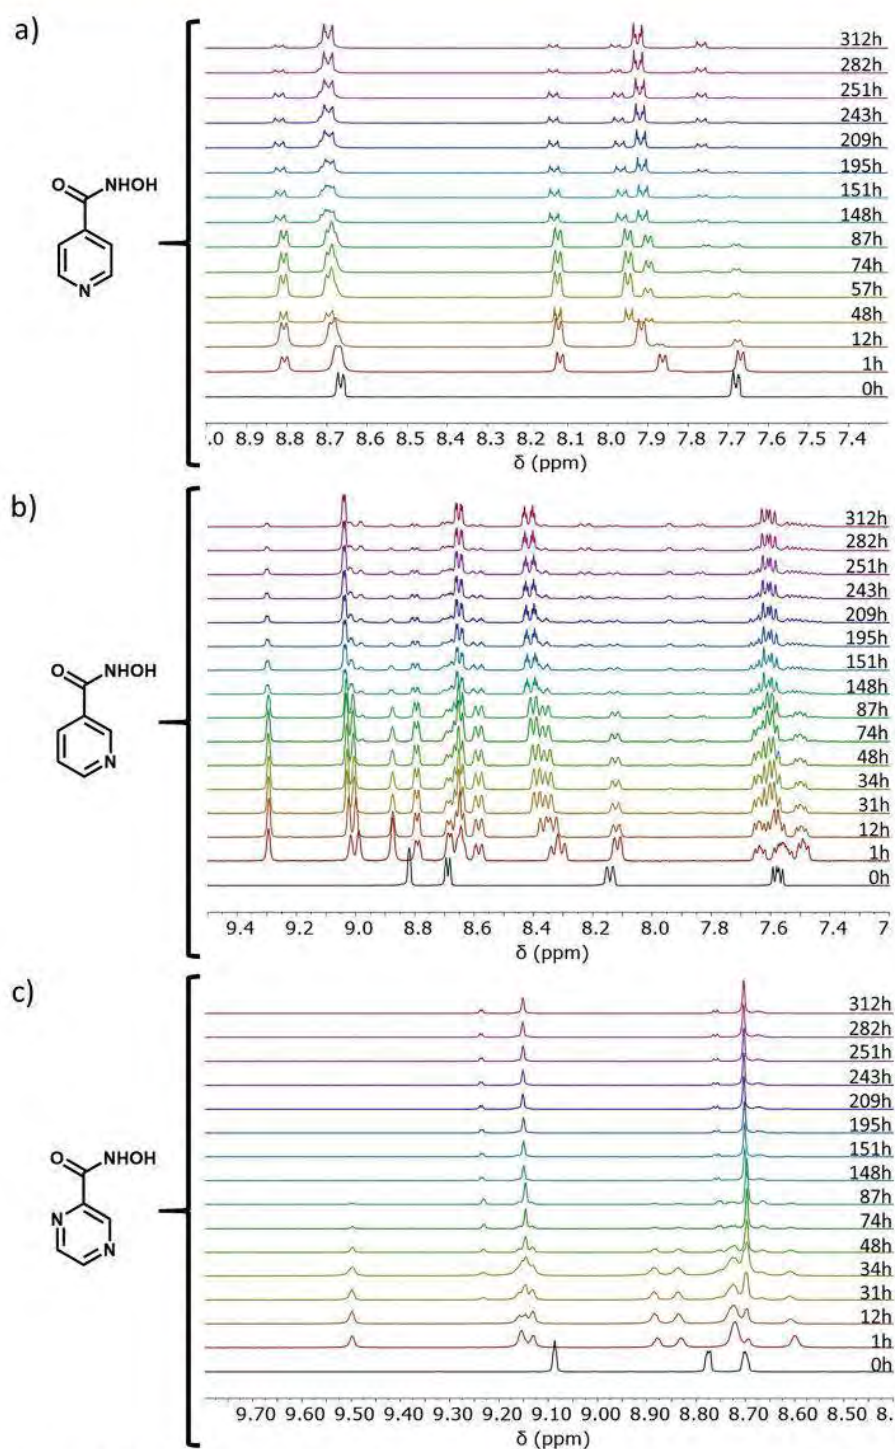 a)
312h
282h
251h
243h
209h
195h
151h
148h
87h
74h
57h
48h
12h
1h
0h
O NHOH
N
.0 8.9 8.8 8.7 8.6 8.5 8.4 8.3 8.2 8.1 8.0 7.9 7.8 7.7 7.6 7.5 7.4
δ (ppm)
b)
312h
282h
251h
243h
209h
195h
151h
148h
87h
74h
48h
34h
31h
12h
1h
0h
O NHOH
N
9.4 9.2 9.0 8.8 8.6 8.4 8.2 8.0 7.8 7.6 7.4 7
δ (ppm)
c)
312h
282h
251h
243h
209h
195h
151h
148h
87h
74h
48h
34h
31h
12h
1h
0h
O NHOH
N
N
9.70 9.60 9.50 9.40 9.30 9.20 9.10 9.00 8.90 8.80 8.70 8.60 8.50 8.
δ (ppm)